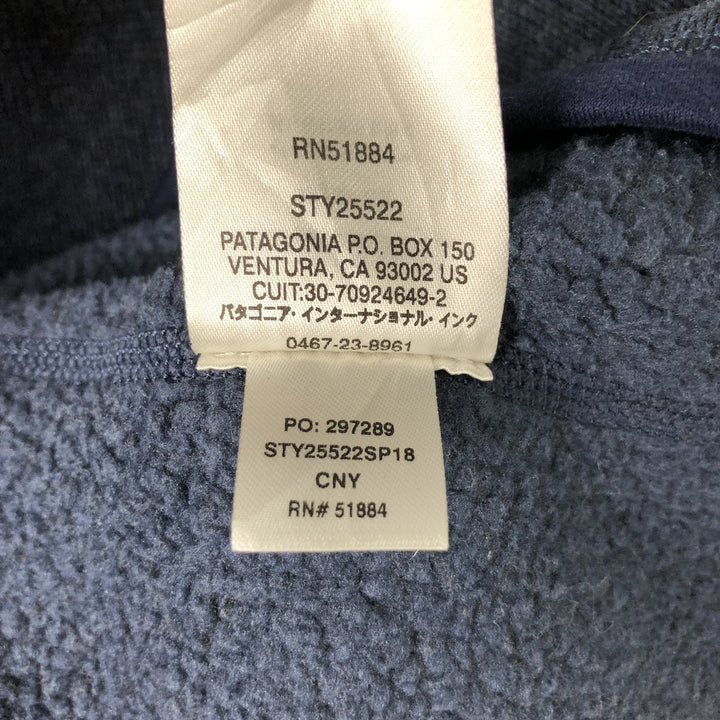 RN51884
STY25522
PATAGONIA P.O. BOX 150
VENTURA, CA 93002 US
CUIT:30-70924649-2
パタゴニア・インターナショナル・インク
0467-23-8961
PO: 297289
STY25522SP18
CNY
RN# 51884